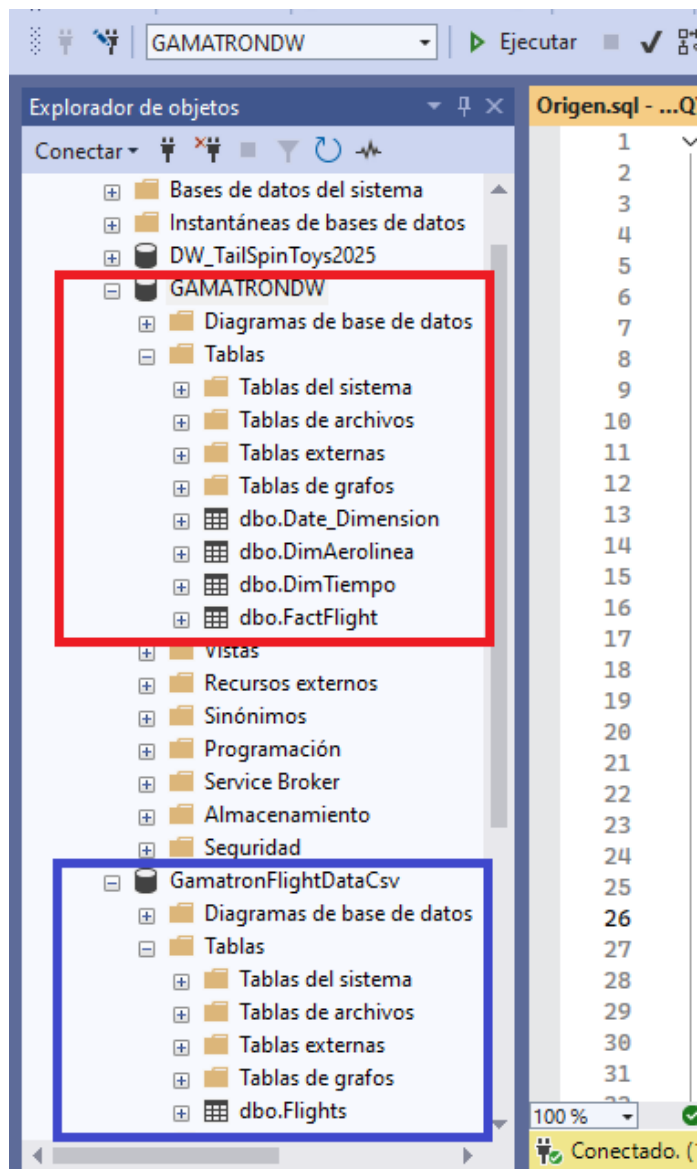 GAMATRONDW
Ejecutar
Explorador de objetos
Conectar
Bases de datos del sistema
Instantáneas de bases de datos
DW_TailSpinToys2025
GAMATRONDW
Diagramas de base de datos
Tablas
Tablas del sistema
Tablas de archivos
Tablas externas
Tablas de grafos
dbo.Date_Dimension
dbo.DimAerolinea
dbo.DimTiempo
dbo.FactFlight
Vistas
Recursos externos
Sinónimos
Programación
Service Broker
Almacenamiento
Seguridad
GamatronFlightDataCsv
Diagramas de base de datos
Tablas
Tablas del sistema
Tablas de archivos
Tablas externas
Tablas de grafos
dbo.Flights
Origen.sql - ...Q
1
2
3
4
5
6
7
8
9
10
11
12
13
14
15
16
17
18
19
20
21
22
23
24
25
26
27
28
29
30
31
100 %
Conectado. (